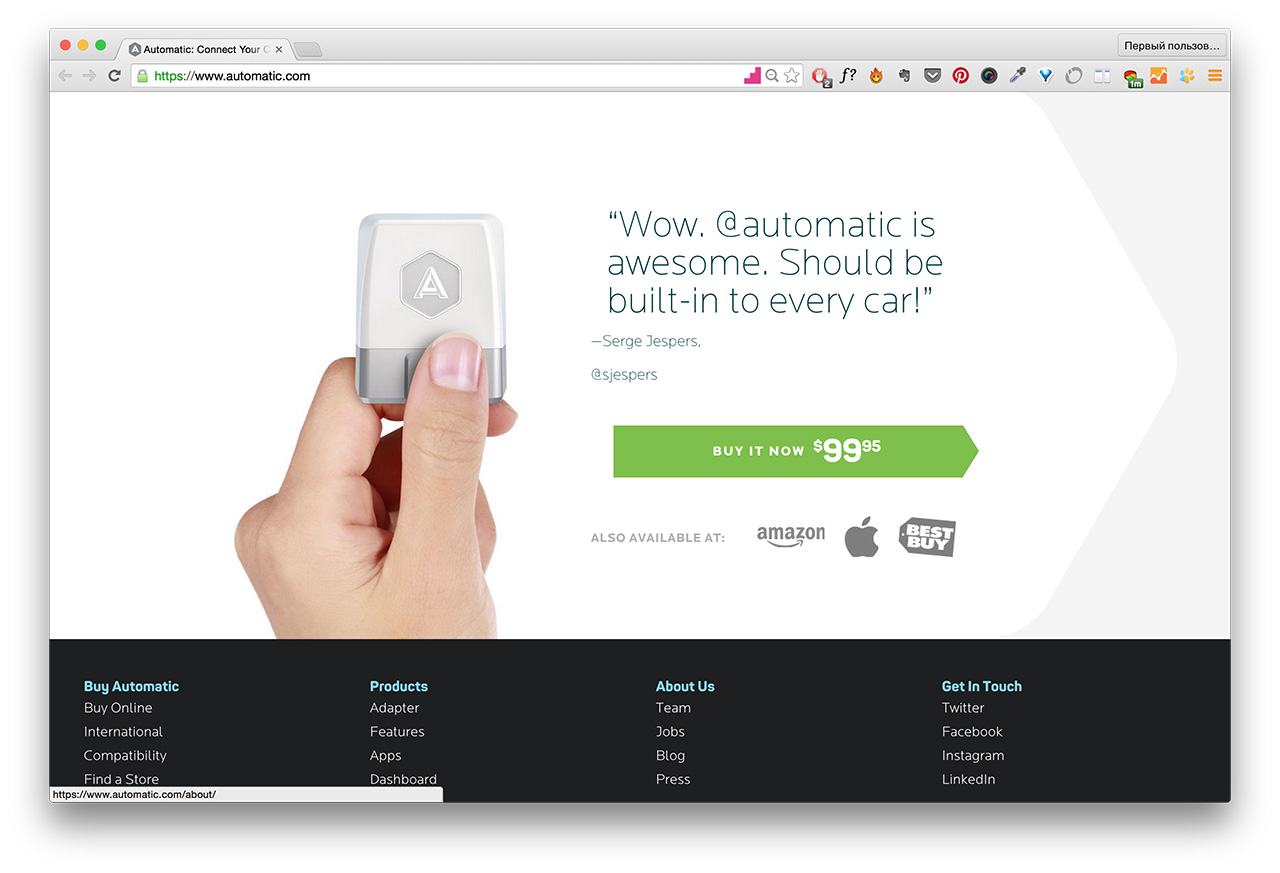 Automatic: Connect Your C
Первый пользов...
https://www.automatic.com
2
f?
1m
A
“Wow. @automatic is
awesome. Should be
built-in to every car!”
—Serge Jespers,
@sjespers
BUY IT NOW $99 95
ALSO AVAILABLE AT: amazon BEST BUY
Buy Automatic
Buy Online
International
Compatibility
Find a Store
Products
Adapter
Features
Apps
Dashboard
About Us
Team
Jobs
Blog
Press
Get In Touch
Twitter
Facebook
Instagram
LinkedIn
https://www.automatic.com/about/